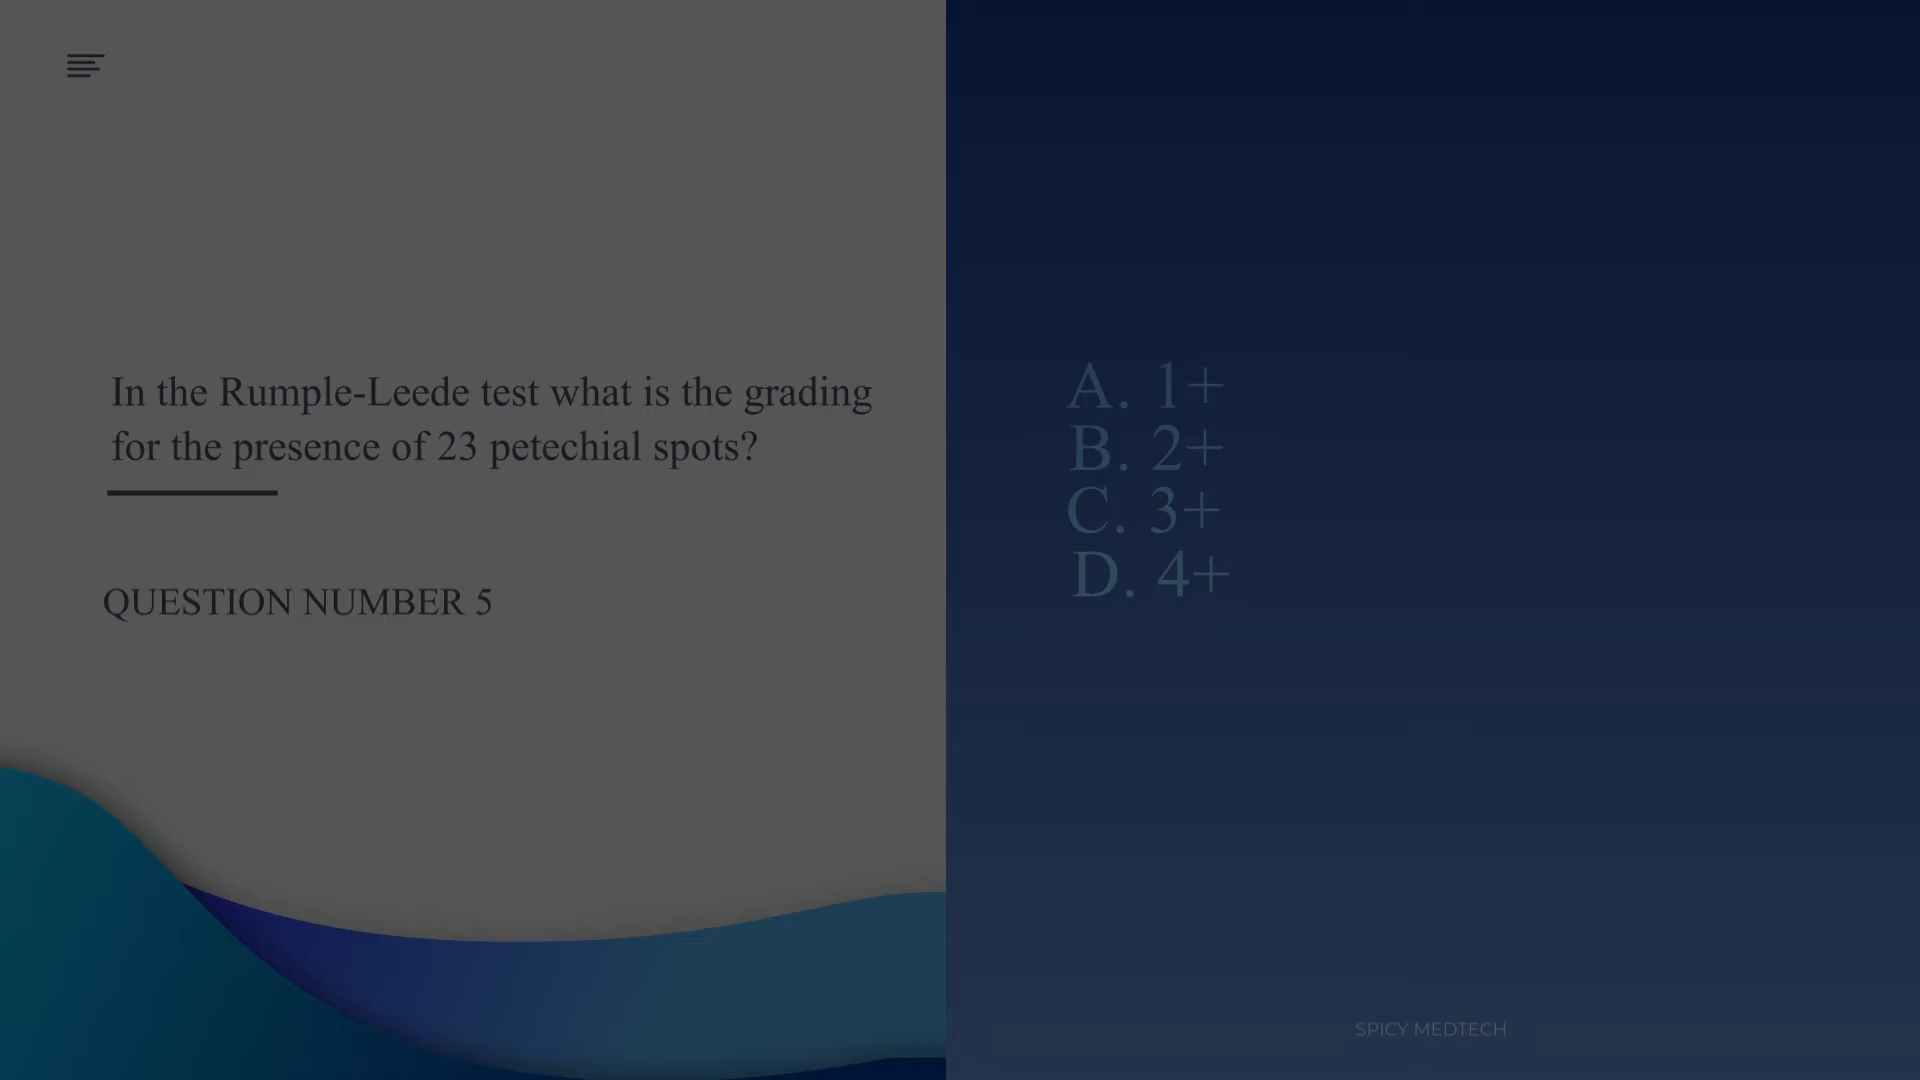 In the Rumple-Leede test what is the grading
for the presence of 23 petechial spots?
QUESTION NUMBER 5
A. 1+
B. 2+
C. 3+
D. 4+
SPICY MEDTECH